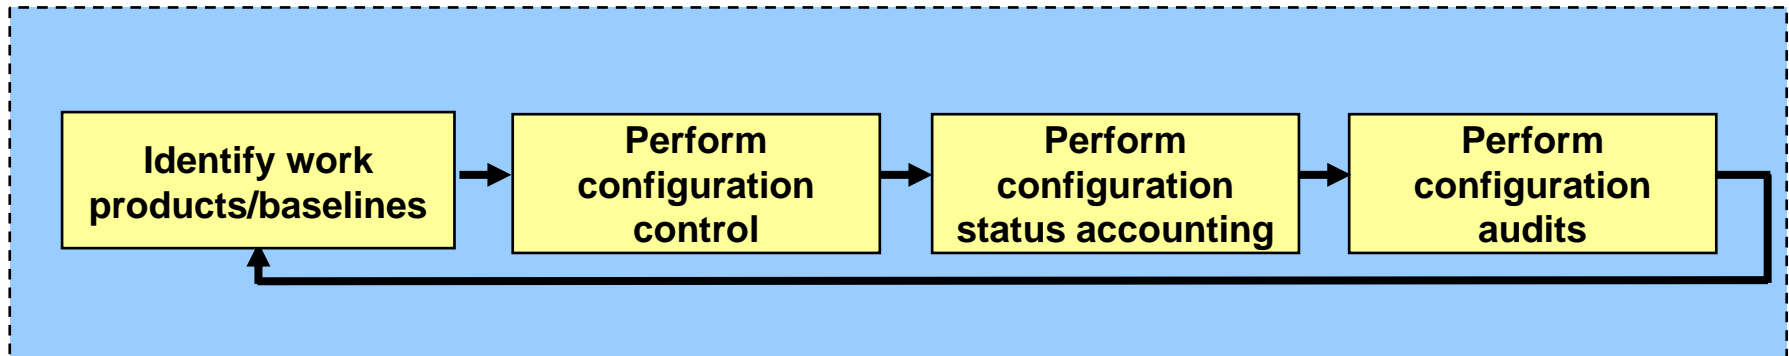 Identify work
products/baselines
Perform
configuration
control
Perform
configuration
status accounting
Perform
configuration
audits